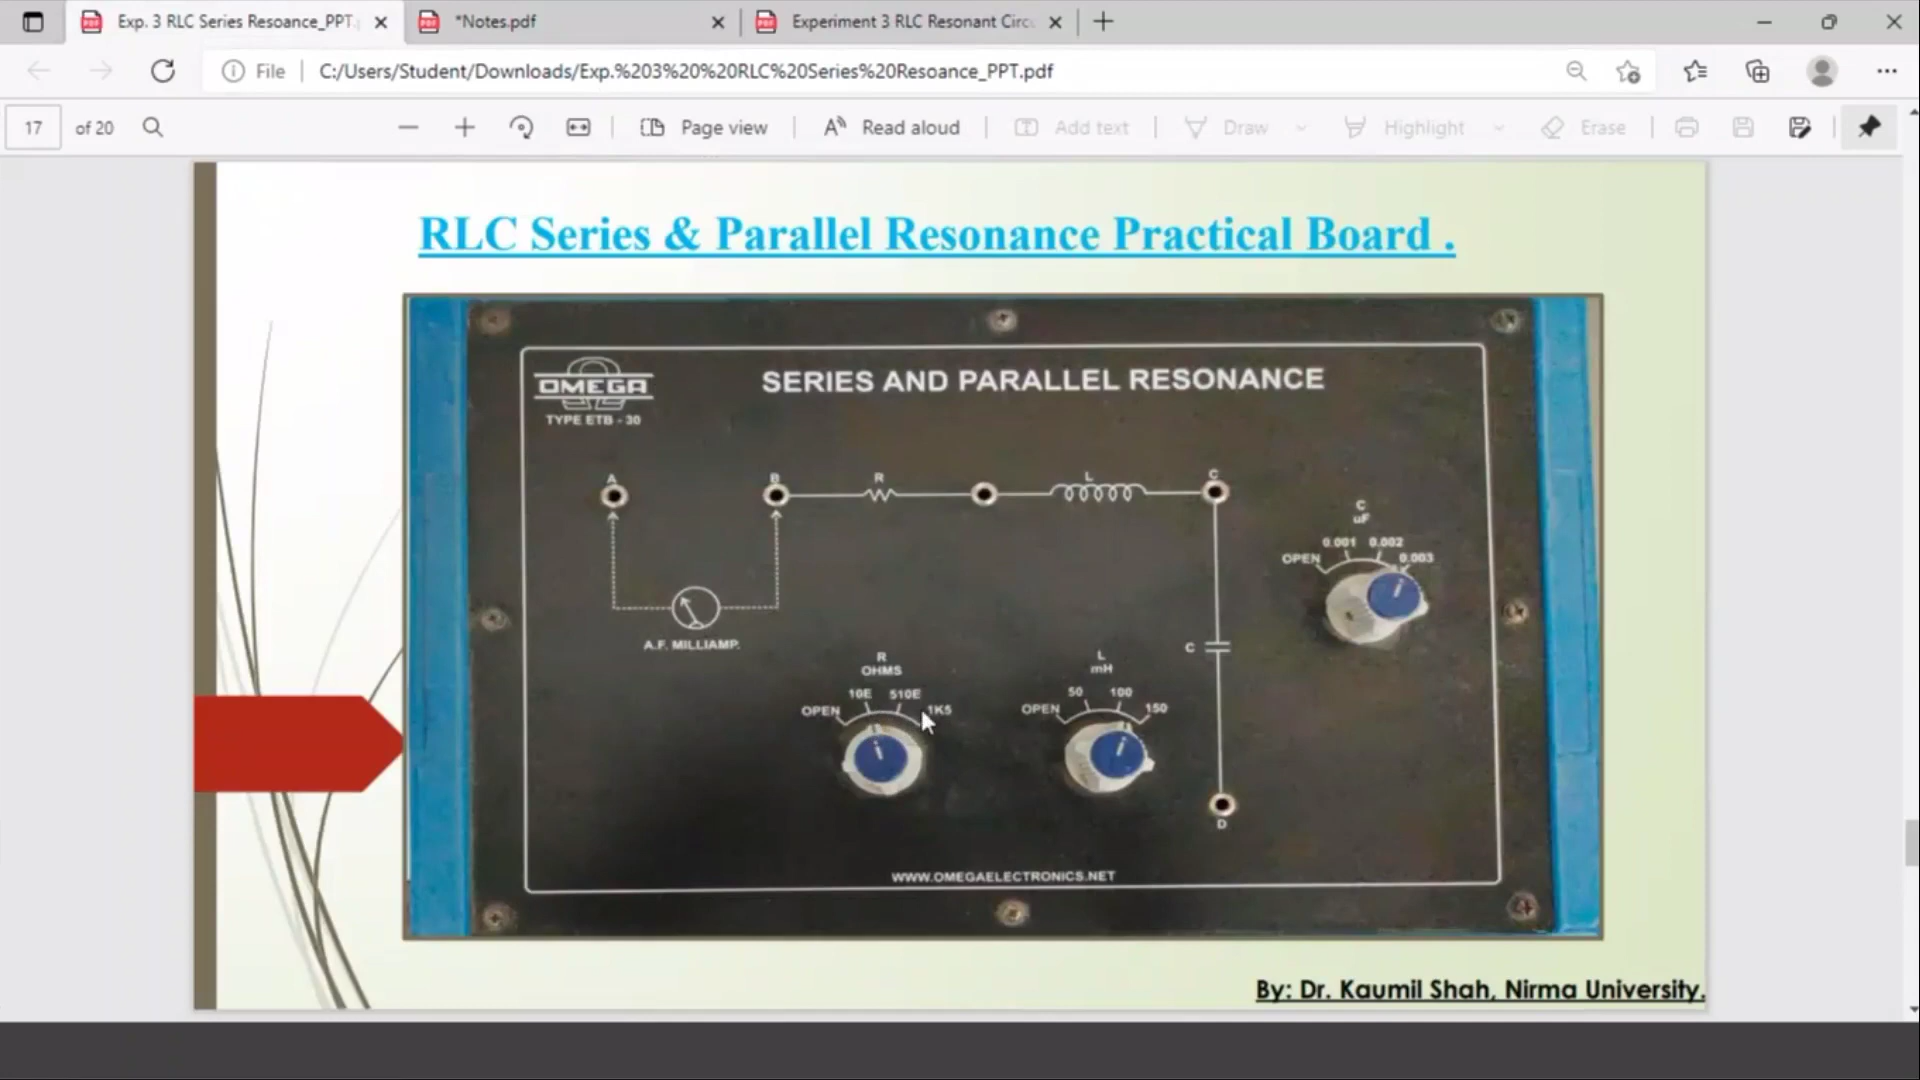 Exp. 3 RLC Series Resoance_PPT.
*Notes.pdf
Experiment 3 RLC Resonant Circu
File
C:/Users/Student/Downloads/Exp.%203%20%20RLC%20Series%20Resoance_PPT.pdf
17 of 20
Page view
Read aloud
Add text
Draw
Highlight
Erase
RLC Series & Parallel Resonance Practical Board .
OMEGA
TYPE ETB - 30
SERIES AND PARALLEL RESONANCE
A
B
R
L
C
C
uF
OPEN 0.001 0.002 0.003
A.F. MILLIAMP.
C
R
OHMS
OPEN 10E 510E 1K5
L
mH
OPEN 50 100 150
D
WWW.OMEGAELECTRONICS.NET
By: Dr. Kaumil Shah, Nirma University.